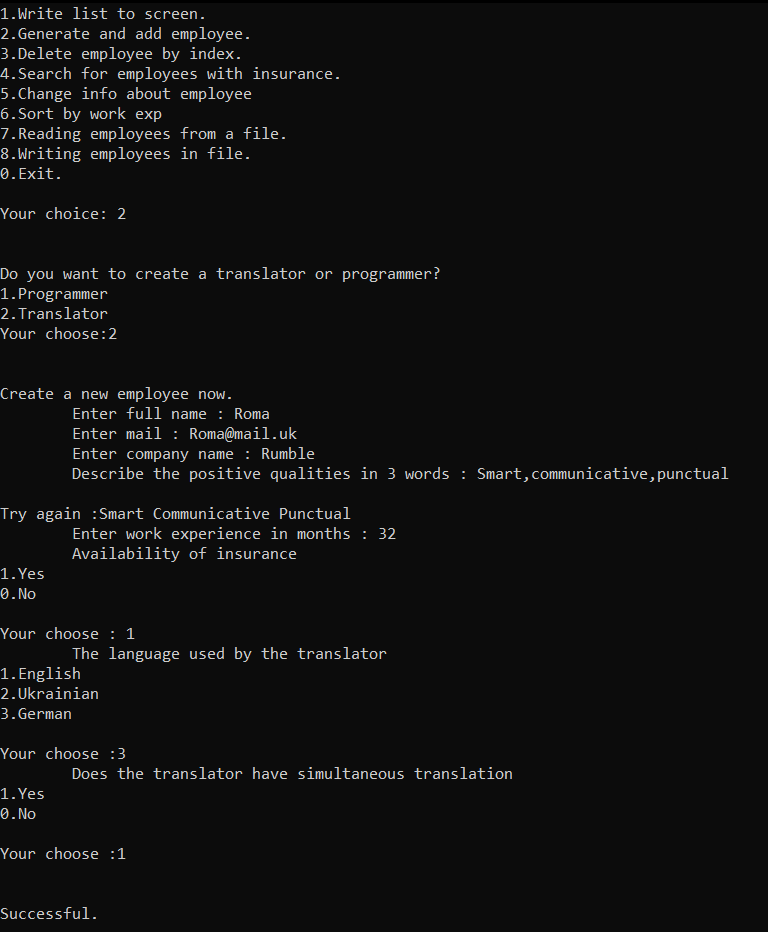 1.Write list to screen.
2.Generate and add employee.
3.Delete employee by index.
4.Search for employees with insurance.
5.Change info about employee
6.Sort by work exp
7.Reading employees from a file.
8.Writing employees in file.
0.Exit.
Your choice: 2
Do you want to create a translator or programmer?
1.Programmer
2.Translator
Your choose:2
Create a new employee now.
Enter full name : Roma
Enter mail : Roma@mail.uk
Enter company name : Rumble
Describe the positive qualities in 3 words : Smart,communicative,punctual
Try again :Smart Communicative Punctual
Enter work experience in months : 32
Availability of insurance
1.Yes
0.No
Your choose : 1
The language used by the translator
1.English
2.Ukrainian
3.German
Your choose :3
Does the translator have simultaneous translation
1.Yes
0.No
Your choose :1
Successful.